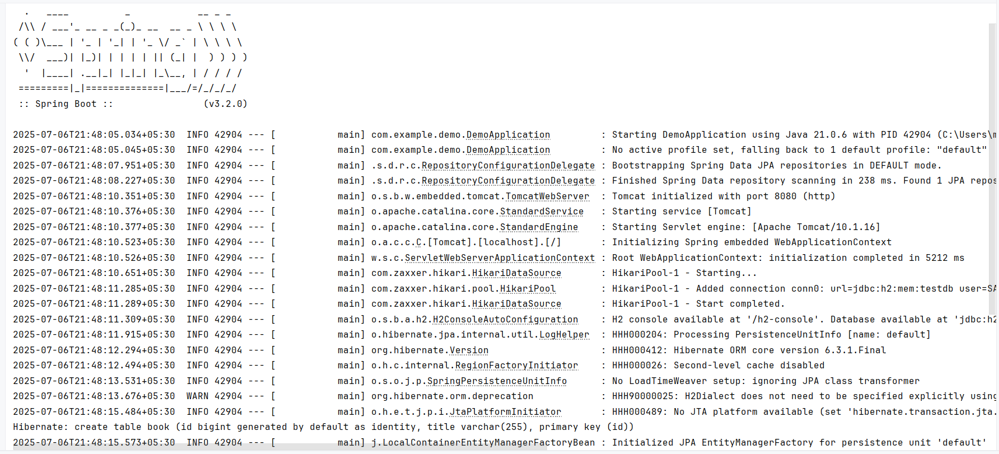 .   ____          _            __ _ _
 /\\ / ___'_ __ _ _(_)_ __  __ _ \ \ \ \
( ( )\___ | '_ | '_| | '_ \/ _` | \ \ \ \
 \\/  ___)| |_)| | | | | || (_| |  ) ) ) )
  '  |____| .__|_| |_|_| |_\__, | / / / /
 =========|_|==============|___/=/_/_/_/
 :: Spring Boot ::                (v3.2.0)

2025-07-06T21:48:05.034+05:30  INFO 42904 --- [           main] com.example.demo.DemoApplication         : Starting DemoApplication using Java 21.0.6 with PID 42904 (C:\Users\
2025-07-06T21:48:05.045+05:30  INFO 42904 --- [           main] com.example.demo.DemoApplication         : No active profile set, falling back to 1 default profile: "default"
2025-07-06T21:48:07.951+05:30  INFO 42904 --- [           main] .s.d.r.c.RepositoryConfigurationDelegate : Bootstrapping Spring Data JPA repositories in DEFAULT mode.
2025-07-06T21:48:08.227+05:30  INFO 42904 --- [           main] .s.d.r.c.RepositoryConfigurationDelegate : Finished Spring Data repository scanning in 238 ms. Found 1 JPA repos
2025-07-06T21:48:10.351+05:30  INFO 42904 --- [           main] o.s.b.w.embedded.tomcat.TomcatWebServer  : Tomcat initialized with port 8080 (http)
2025-07-06T21:48:10.376+05:30  INFO 42904 --- [           main] o.apache.catalina.core.StandardService   : Starting service [Tomcat]
2025-07-06T21:48:10.377+05:30  INFO 42904 --- [           main] o.apache.catalina.core.StandardEngine    : Starting Servlet engine: [Apache Tomcat/10.1.16]
2025-07-06T21:48:10.523+05:30  INFO 42904 --- [           main] o.a.c.c.C.[Tomcat].[localhost].[/]       : Initializing Spring embedded WebApplicationContext
2025-07-06T21:48:10.526+05:30  INFO 42904 --- [           main] w.s.c.ServletWebServerApplicationContext : Root WebApplicationContext: initialization completed in 5212 ms
2025-07-06T21:48:10.651+05:30  INFO 42904 --- [           main] com.zaxxer.hikari.HikariDataSource       : HikariPool-1 - Starting...
2025-07-06T21:48:11.285+05:30  INFO 42904 --- [           main] com.zaxxer.hikari.pool.HikariPool        : HikariPool-1 - Added connection conn0: url=jdbc:h2:mem:testdb user=SA
2025-07-06T21:48:11.289+05:30  INFO 42904 --- [           main] com.zaxxer.hikari.HikariDataSource       : HikariPool-1 - Start completed.
2025-07-06T21:48:11.309+05:30  INFO 42904 --- [           main] o.s.b.a.h2.H2ConsoleAutoConfiguration    : H2 console available at '/h2-console'. Database available at 'jdbc:h2
2025-07-06T21:48:11.915+05:30  INFO 42904 --- [           main] o.hibernate.jpa.internal.util.LogHelper  : HHH000204: Processing PersistenceUnitInfo [name: default]
2025-07-06T21:48:12.294+05:30  INFO 42904 --- [           main] org.hibernate.Version                    : HHH000412: Hibernate ORM core version 6.3.1.Final
2025-07-06T21:48:12.494+05:30  INFO 42904 --- [           main] o.h.c.internal.RegionFactoryInitiator    : HHH000026: Second-level cache disabled
2025-07-06T21:48:13.531+05:30  INFO 42904 --- [           main] o.s.o.j.p.SpringPersistenceUnitInfo      : No LoadTimeWeaver setup: ignoring JPA class transformer
2025-07-06T21:48:13.676+05:30  WARN 42904 --- [           main] org.hibernate.orm.deprecation            : HHH90000025: H2Dialect does not need to be specified explicitly using
2025-07-06T21:48:15.484+05:30  INFO 42904 --- [           main] o.h.e.t.j.p.i.JtaPlatformInitiator       : HHH000489: No JTA platform available (set 'hibernate.transaction.jta.
Hibernate: create table book (id bigint generated by default as identity, title varchar(255), primary key (id))
2025-07-06T21:48:15.573+05:30  INFO 42904 --- [           main] j.LocalContainerEntityManagerFactoryBean : Initialized JPA EntityManagerFactory for persistence unit 'default'